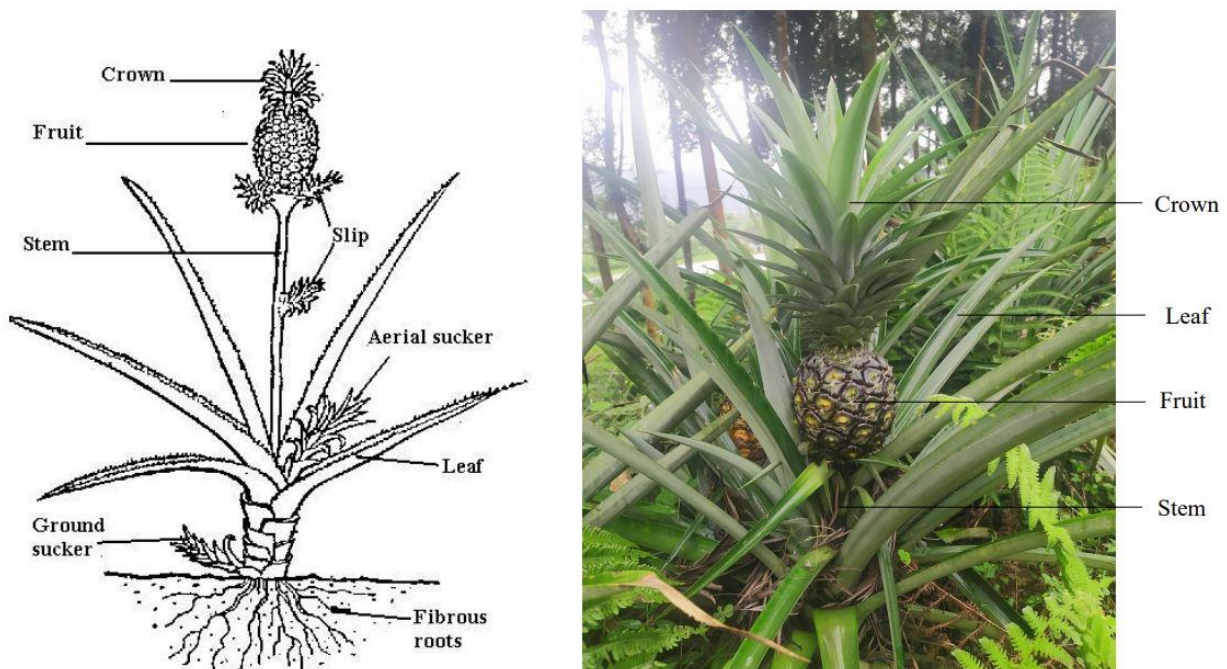 Crown
Fruit
Stem
Slip
Aerial sucker
Leaf
Ground
sucker
Fibrous
roots
Crown
Leaf
Fruit
Stem